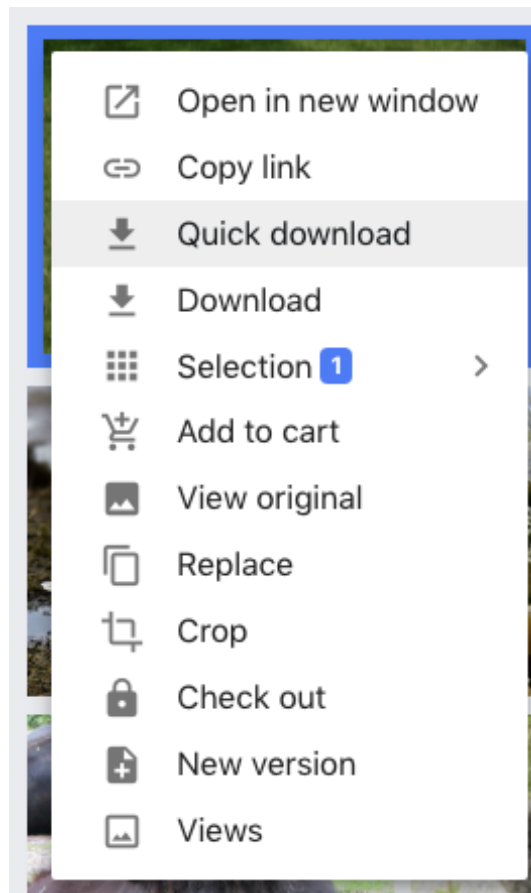 Open in new window
Copy link
Quick download
Download
Selection 1
Add to cart
View original
Replace
Crop
Check out
New version
Views